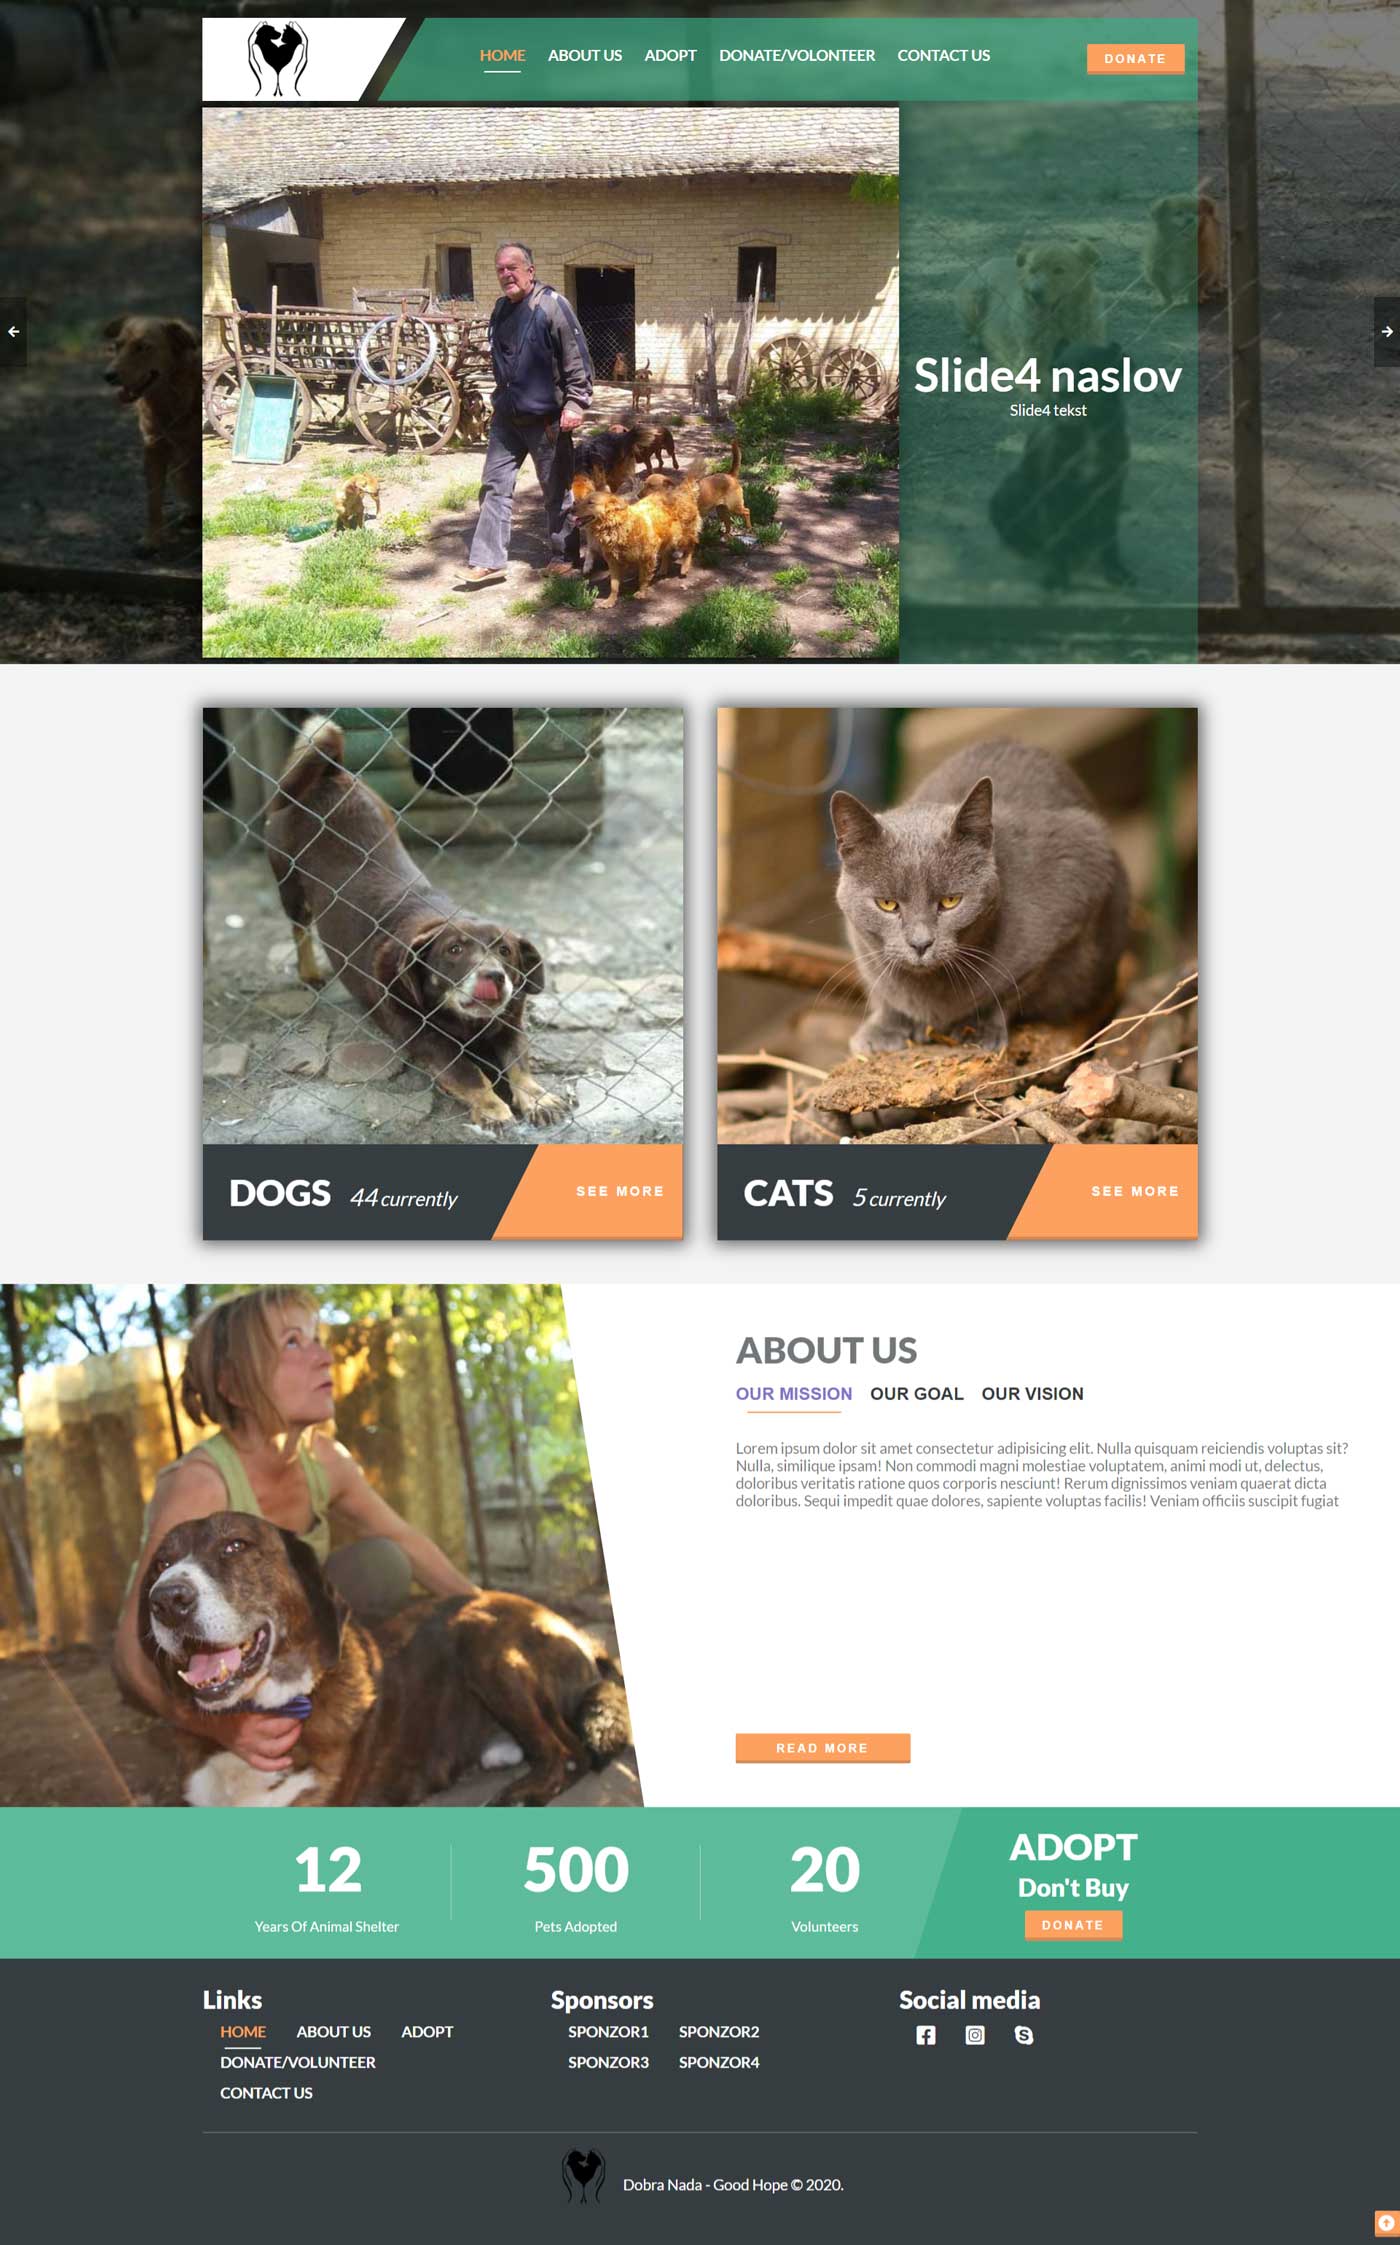 HOME ABOUT US ADOPT DONATE/VOLONTEER CONTACT US DONATE
Slide4 naslov
Slide4 tekst
DOGS 44 currently SEE MORE
CATS 5 currently SEE MORE
ABOUT US
OUR MISSION OUR GOAL OUR VISION
Lorem ipsum dolor sit amet consectetur adipisicing elit. Nulla quisquam reiciendis voluptas sit?
Nulla, similique ipsam! Non commodi magni molestiae voluptatem, animi modi ut, delectus,
doloribus veritatis ratione quos corporis nesciunt! Rerum dignissimos veniam quaerat dicta
doloribus. Sequi impedit quae dolores, sapiente voluptas facilis! Veniam officiis suscipit fugiat
READ MORE
12
Years Of Animal Shelter
500
Pets Adopted
20
Volunteers
ADOPT
Don't Buy
DONATE
Links
HOME ABOUT US ADOPT
DONATE/VOLUNTEER
CONTACT US
Sponsors
SPONZOR1 SPONZOR2
SPONZOR3 SPONZOR4
Social media
Dobra Nada - Good Hope © 2020.